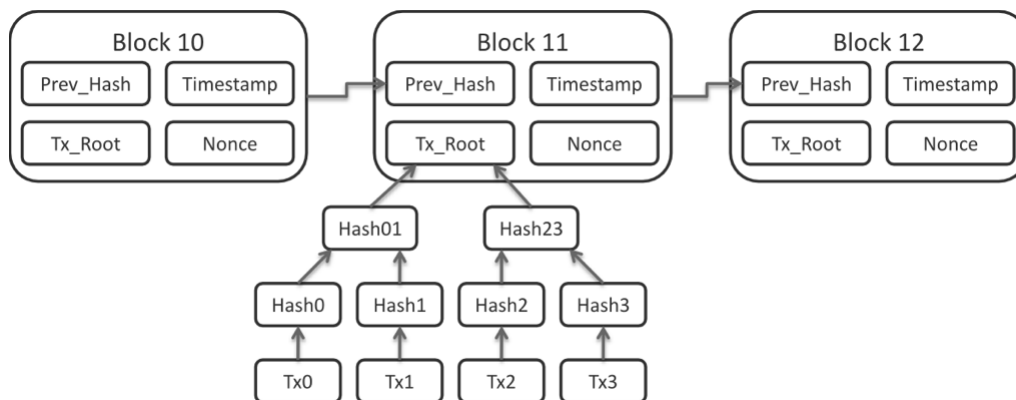 Block 10
Block 11
Block 12
Prev_Hash
Timestamp
Prev_Hash
Timestamp
Prev_Hash
Timestamp
Tx_Root
Nonce
Tx_Root
Nonce
Tx_Root
Nonce
Hash01
Hash23
Hash0
Hash1
Hash2
Hash3
Tx0
Tx1
Tx2
Tx3